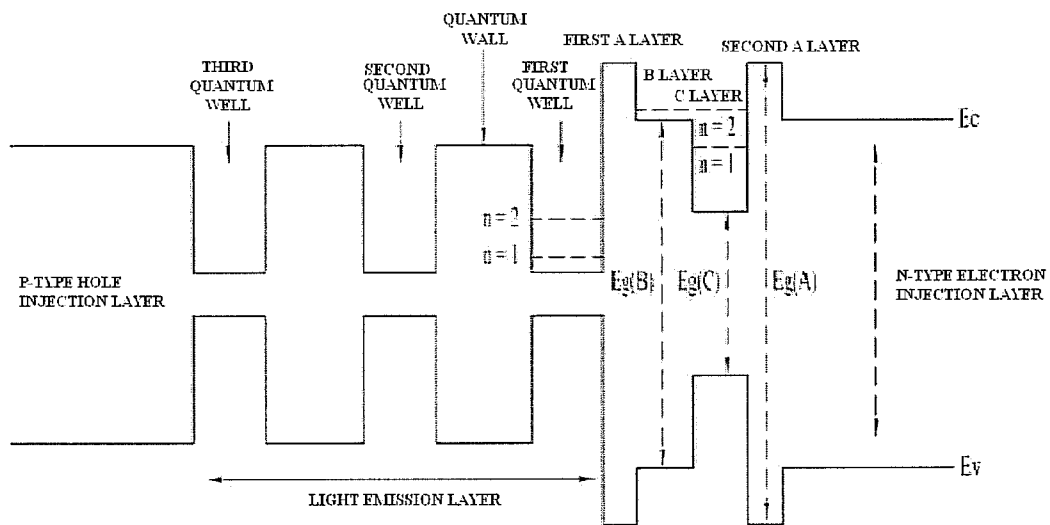 QUANTUM
WALL
FIRST A LAYER
SECOND A LAYER
THIRD
QUANTUM
WELL
SECOND
QUANTUM
WELL
FIRST
QUANTUM
WELL
B LAYER
C LAYER
n = 2
n = 1
Ec
n = 2
n = 1
P-TYPE HOLE
INJECTION LAYER
Eg(B)
Eg(C)
Eg(A)
N-TYPE ELECTRON
INJECTION LAYER
Ev
LIGHT EMISSION LAYER